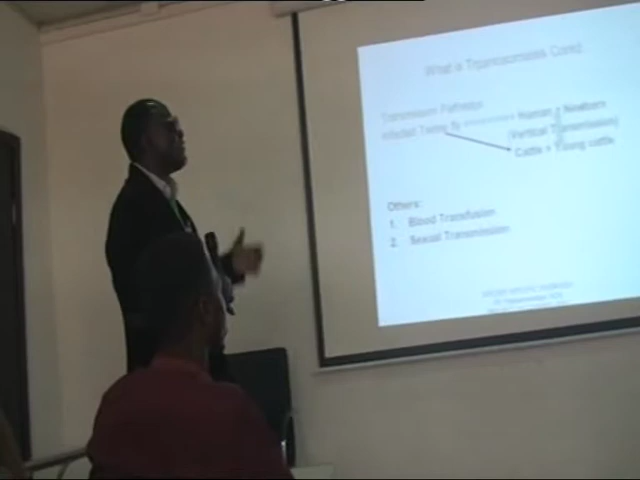 What is Trypanosomiasis Contd
Transmission Pathways
Infected Tsetse fly Human + Newborn
(Vertical Transmission)
Cattle + Young cattle
Others:
1. Blood Transfusion
2. Sexual Transmission